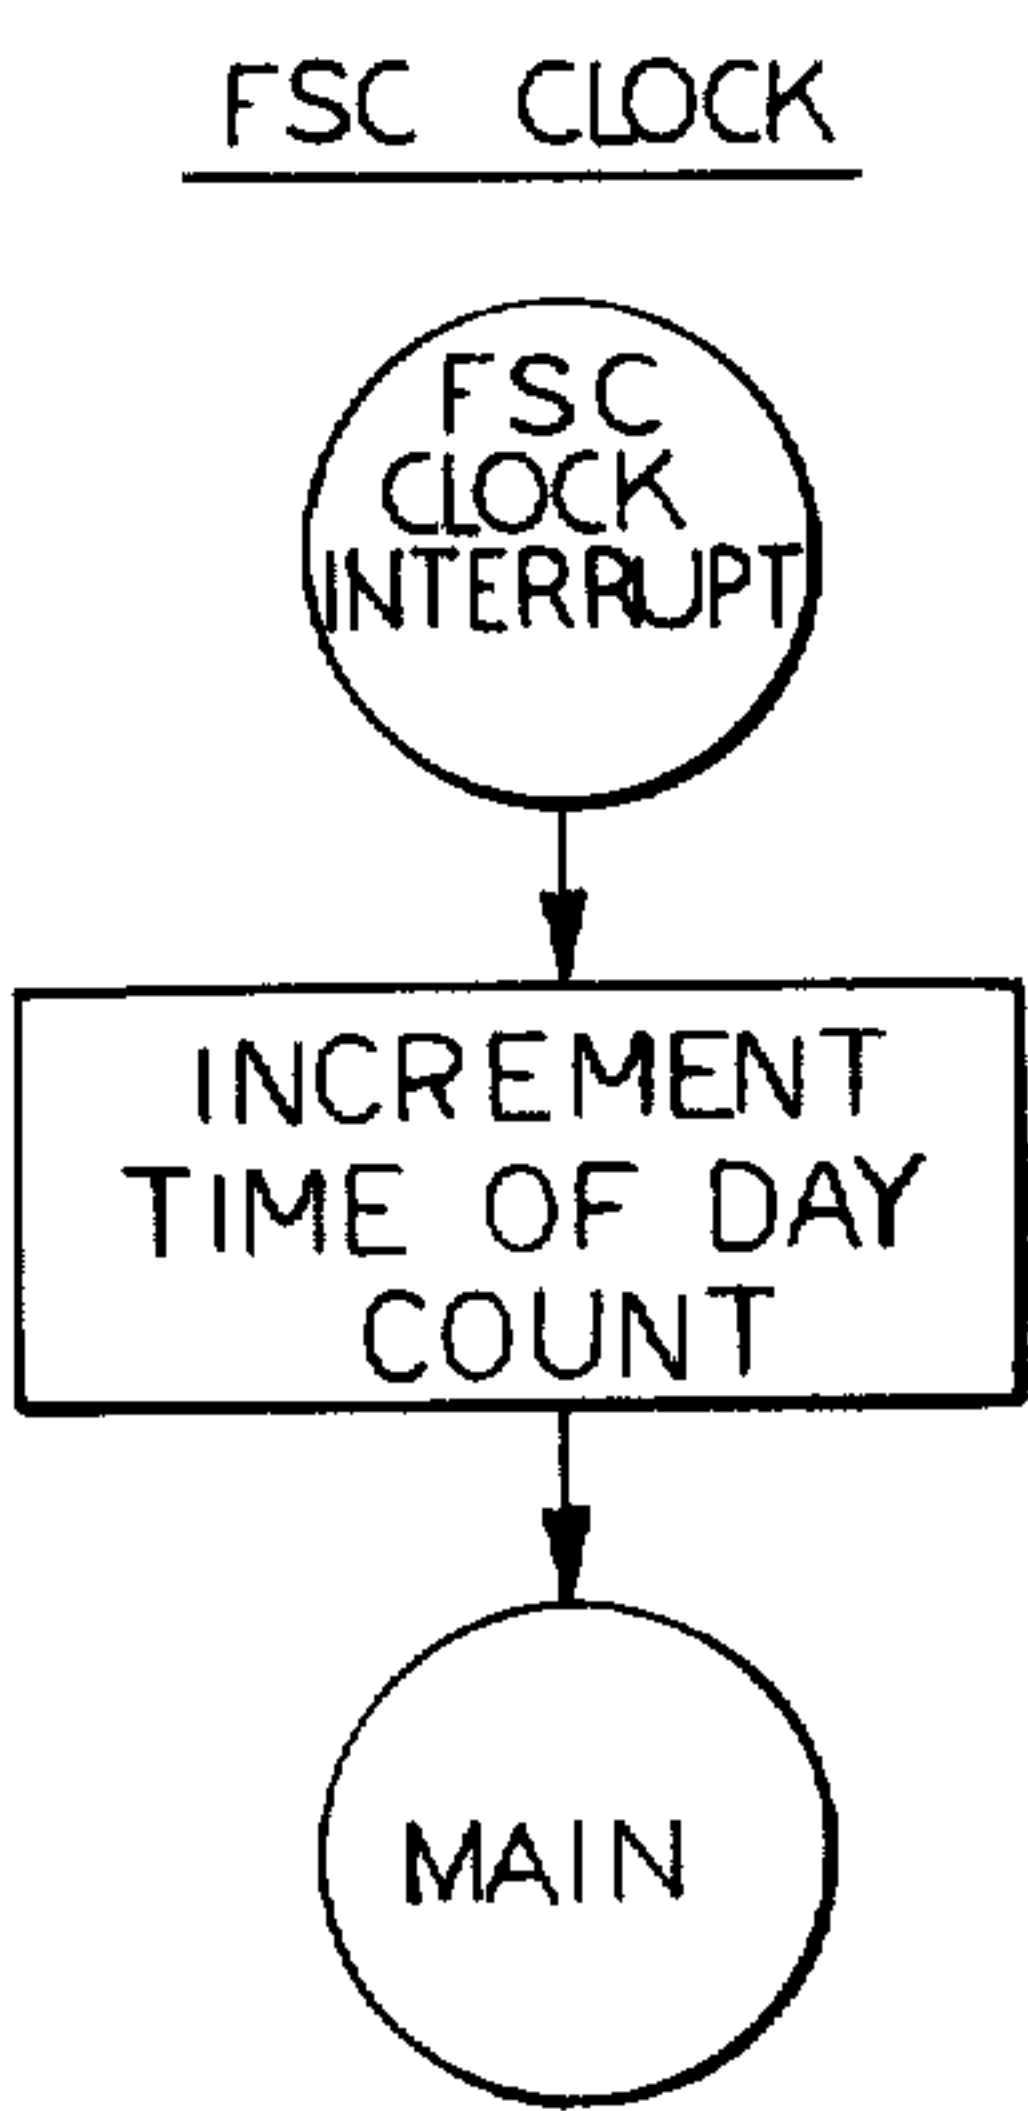 FSC CLOCK
FSC
CLOCK
INTERRUPT
INCREMENT
TIME OF DAY
COUNT
MAIN